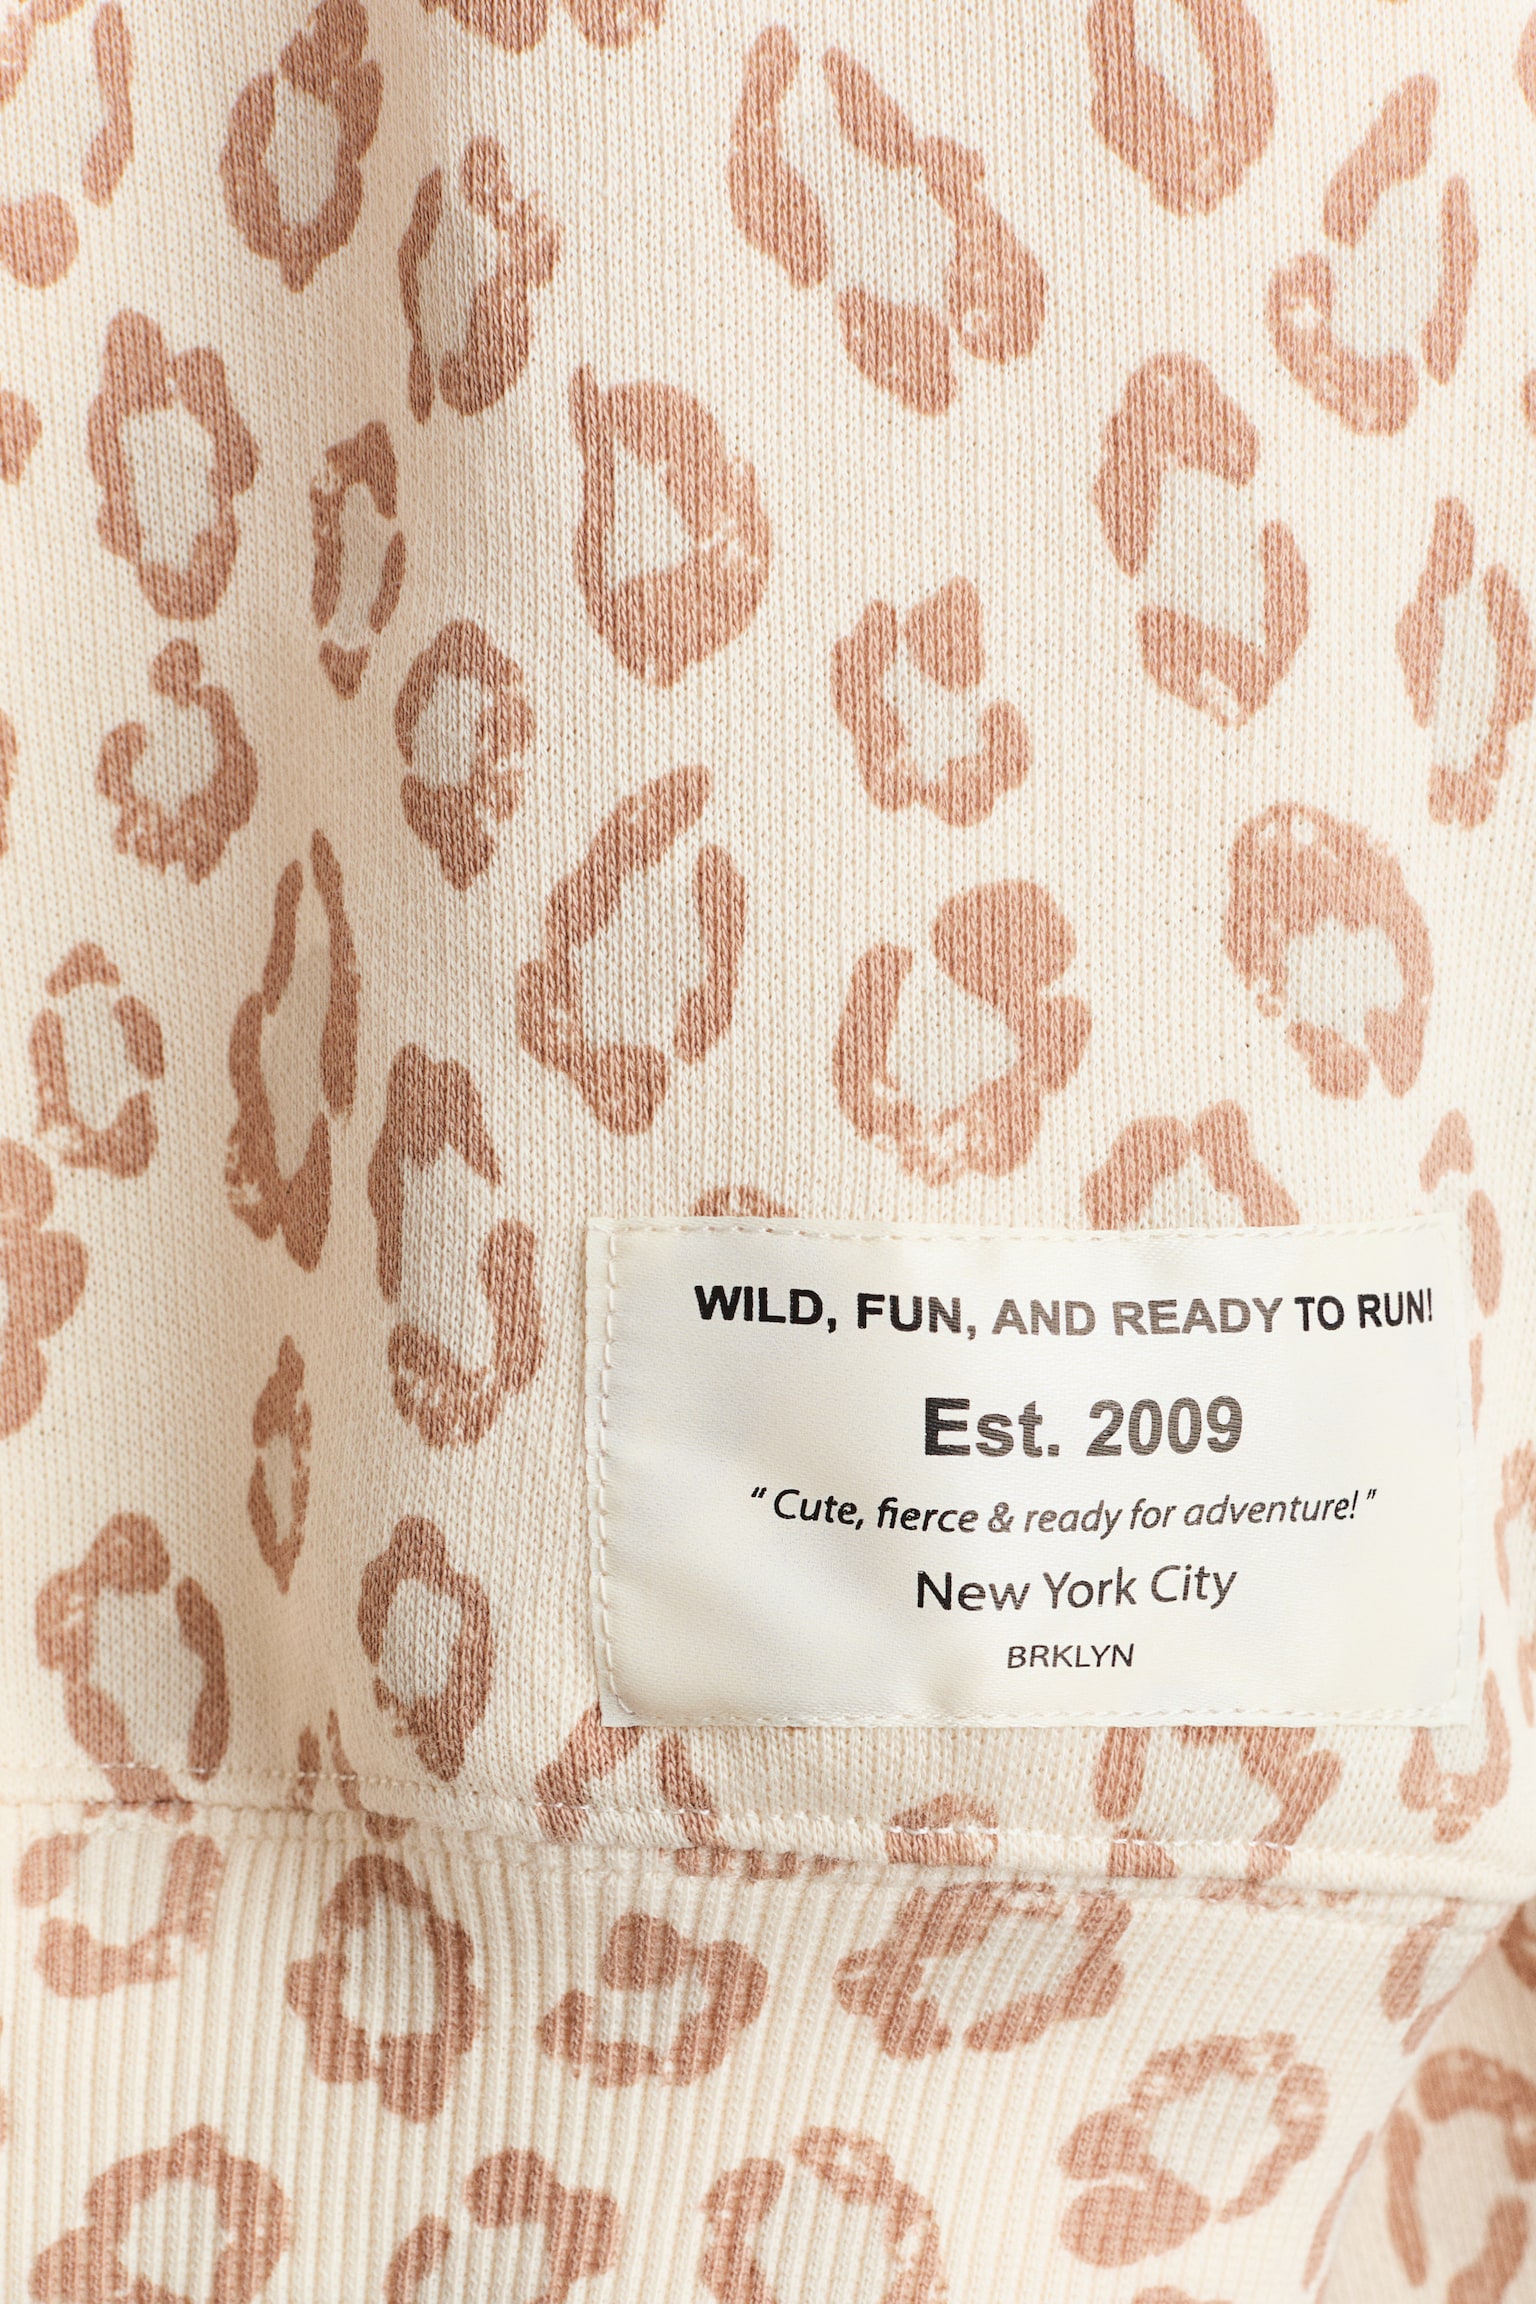 WILD, FUN, AND READY TO RUN!
Est. 2009
"Cute, fierce & ready for adventure!"
New York City
BRKLYN